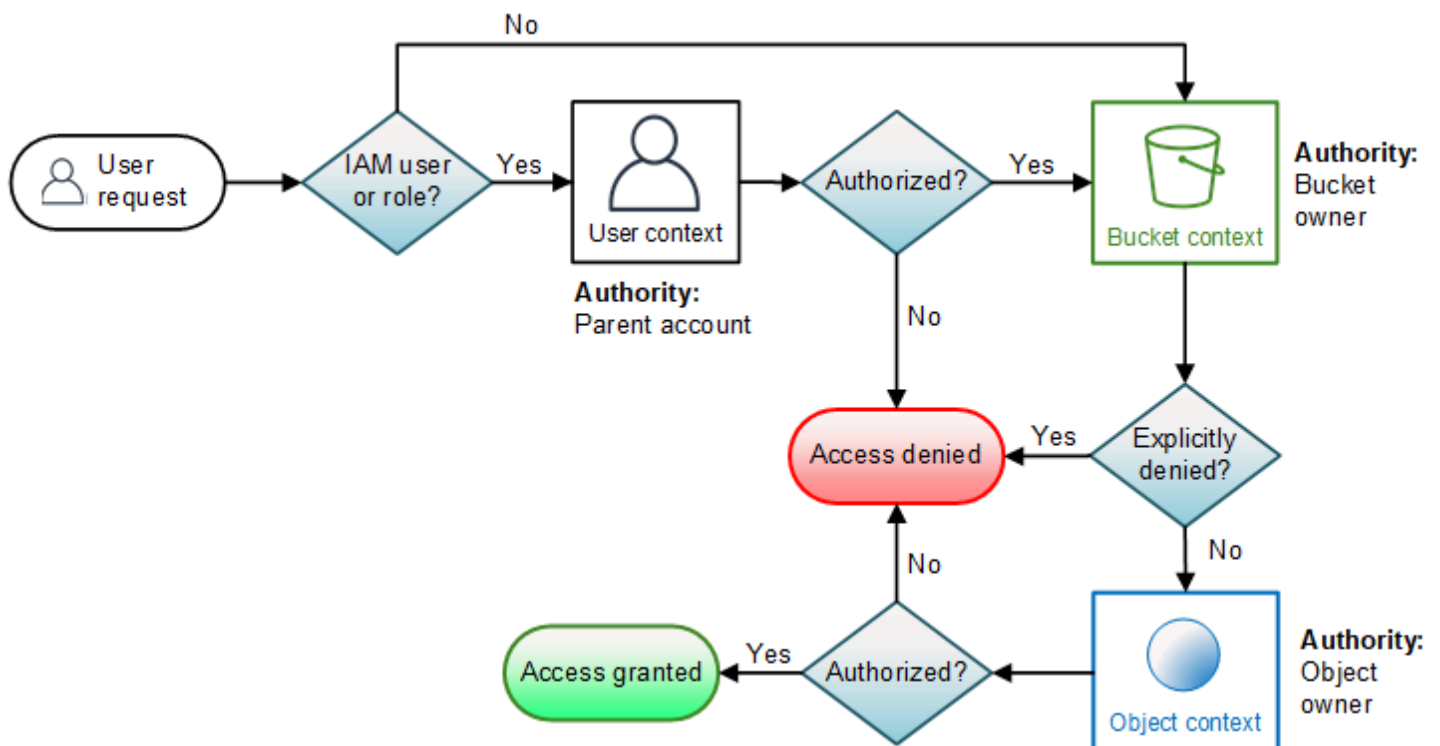 No
User
request
IAM user
or role?
Yes
User context
Authority:
Parent account
Authorized?
Yes
No
Bucket context
Authority:
Bucket
owner
Access denied
Yes
Explicitly
denied?
No
No
Access granted
Yes
Authorized?
Object context
Authority:
Object
owner